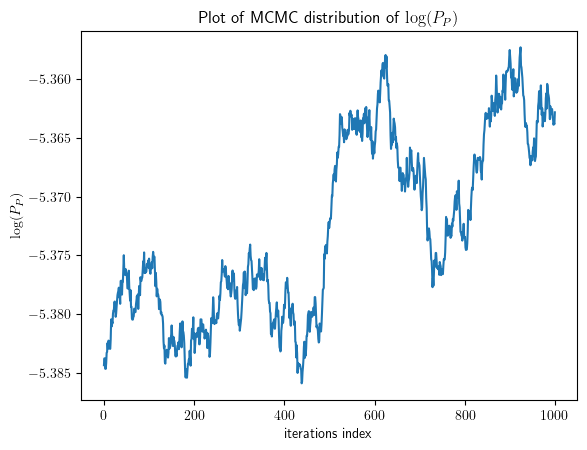 Plot of MCMC distribution of log(P_P)
−5.360
−5.365
−5.370
−5.375
−5.380
−5.385
log(P_P)
0 200 400 600 800 1000
iterations index